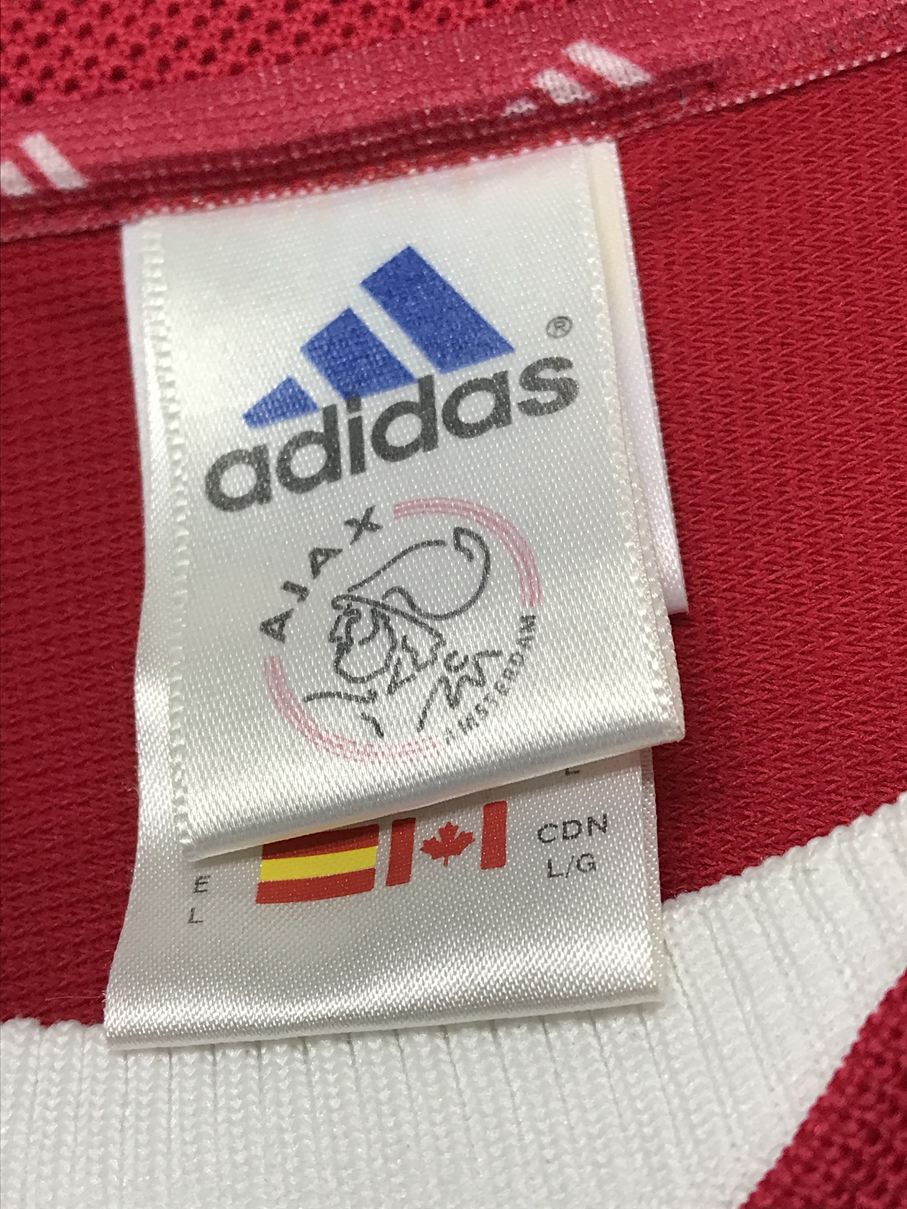 adidas®
AJAX
AMSTERDAM
E
L
CDN
L/G